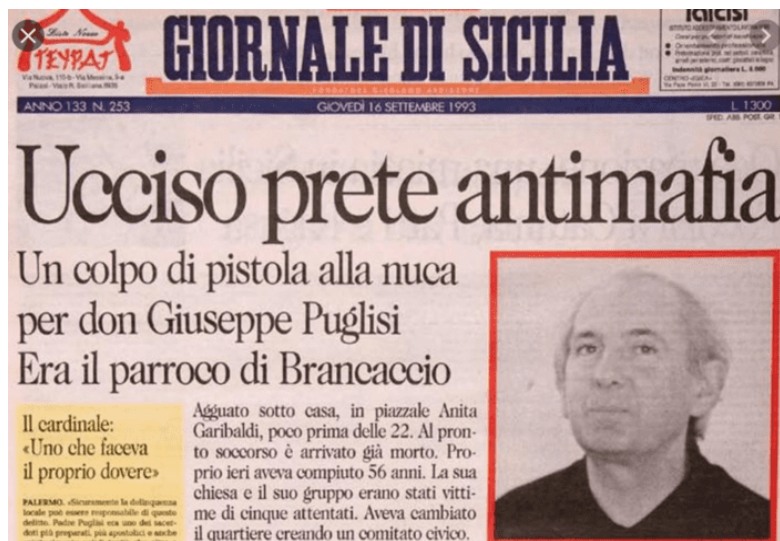 TEYPAT
GIORNALE DI SICILIA
ANNO 133 N. 253
GIOVEDÌ 16 SETTEMBRE 1993
L. 1300
SPED. ABB. POST. GR.
Ucciso prete antimafia
Un colpo di pistola alla nuca
per don Giuseppe Puglisi
Era il parroco di Brancaccio
Il cardinale:
«Uno che faceva
il proprio dovere»
PALERMO. «Sicuramente la delinquenza
locale può essere responsabile di questo
delitto. Padre Puglisi era uno dei sacer-
doti più preparati, più apostolici e anche
Agguato sotto casa, in piazzale Anita
Garibaldi, poco prima delle 22. Al pron-
to soccorso è arrivato già morto. Pro-
prio ieri aveva compiuto 56 anni. La sua
chiesa e il suo gruppo erano stati vitti-
me di cinque attentati. Aveva cambiato
il quartiere creando un comitato civico.